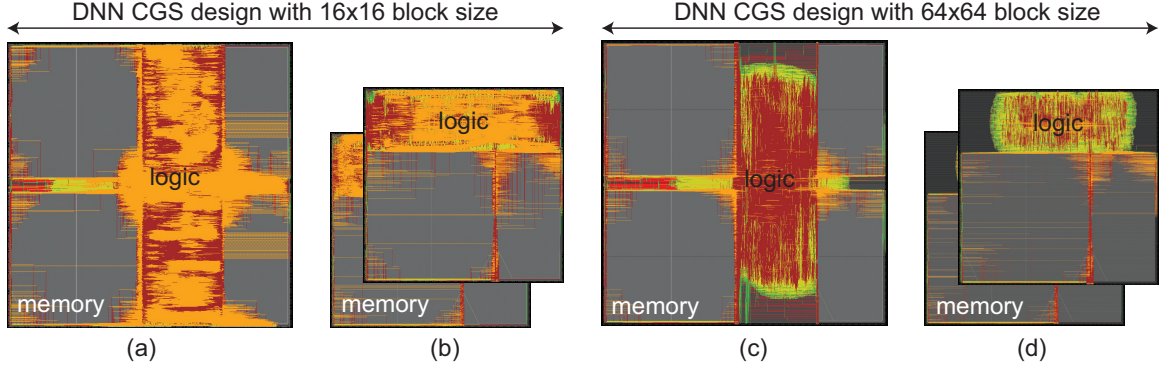 DNN CGS design with 16x16 block size
DNN CGS design with 64x64 block size
logic
memory
logic
memory
logic
memory
logic
memory
(a)
(b)
(c)
(d)